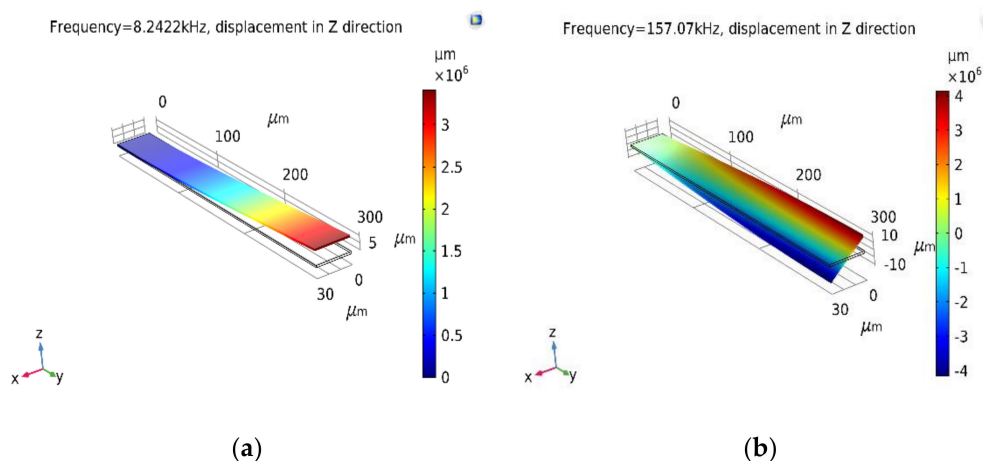 Frequency=8.2422kHz, displacement in Z direction
μm
×10⁶
3
2.5
2
1.5
1
0.5
0
0
100
μm
200
300
5
μm
0
30
μm
z
x
y
(a)
Frequency=157.07kHz, displacement in Z direction
μm
×10⁶
4
3
2
1
0
-1
-2
-3
-4
0
100
μm
200
300
10
μm
-10
0
30
μm
z
x
y
(b)